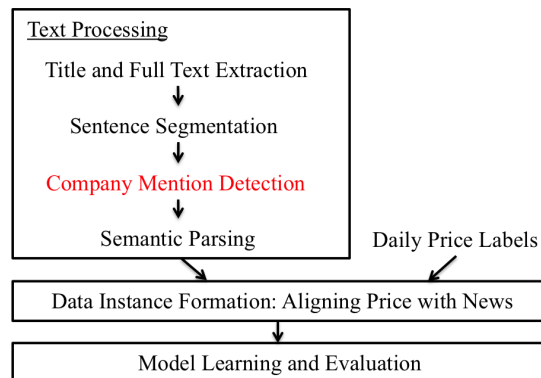 Text Processing
Title and Full Text Extraction
Sentence Segmentation
Company Mention Detection
Semantic Parsing
Daily Price Labels
Data Instance Formation: Aligning Price with News
Model Learning and Evaluation